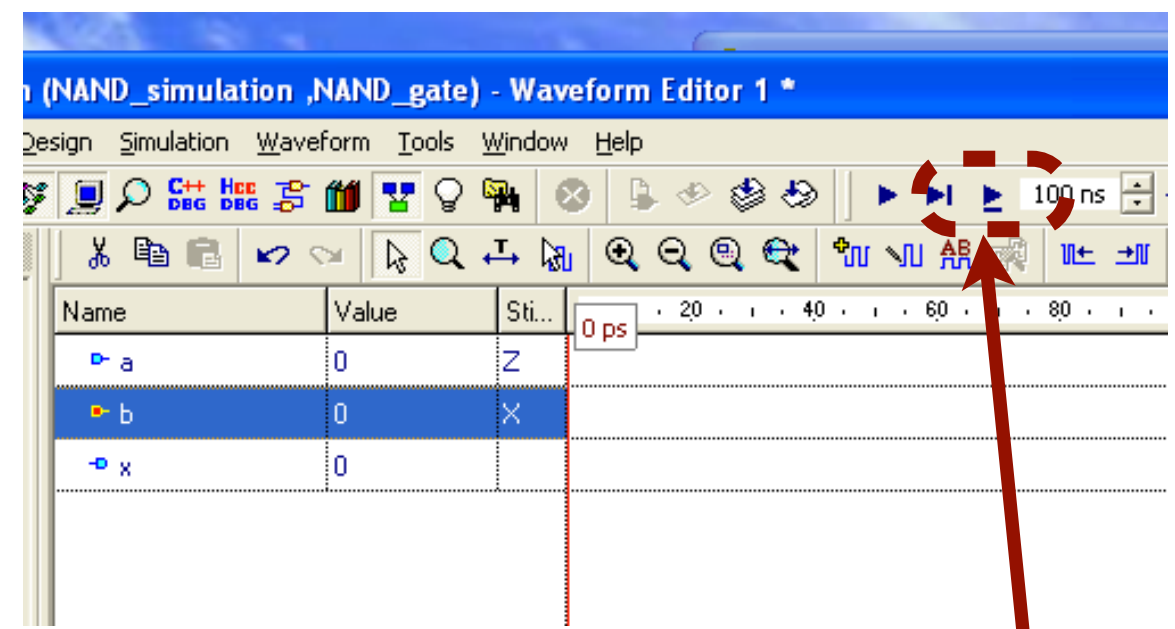 (NAND_simulation ,NAND_gate) - Waveform Editor 1 *
Design Simulation Waveform Tools Window Help
C++ DBG HCC DBG 100 ns
AB
Name Value Sti... 0 ps 20 40 60 80
a 0 Z
b 0 X
x 0